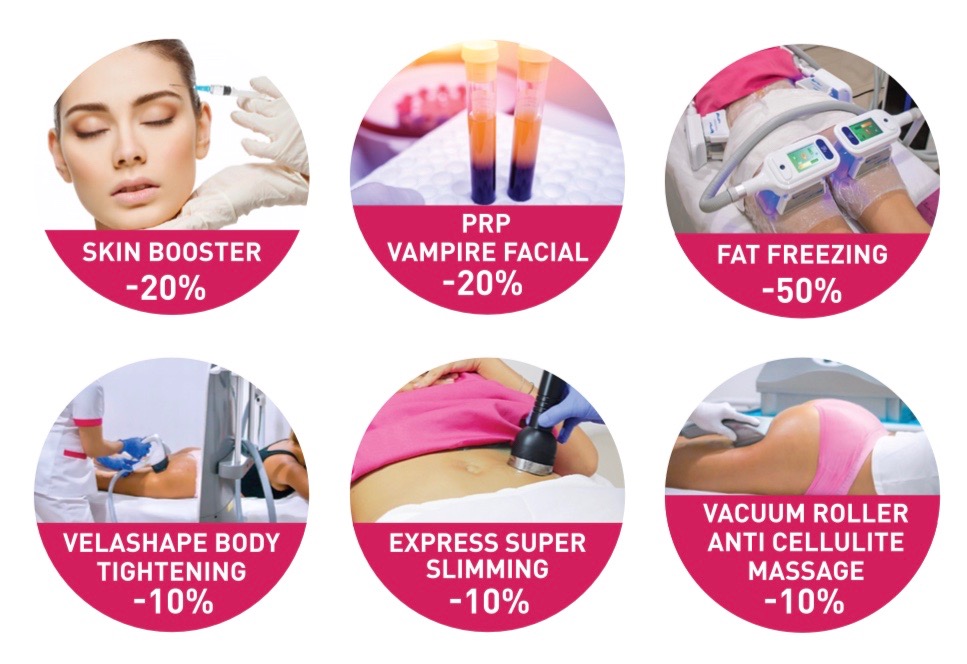 SKIN BOOSTER
-20%
PRP
VAMPIRE FACIAL
-20%
FAT FREEZING
-50%
VELASHAPE BODY
TIGHTENING
-10%
EXPRESS SUPER
SLIMMING
-10%
VACUUM ROLLER
ANTI CELLULITE
MASSAGE
-10%